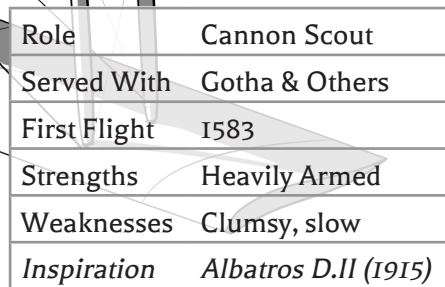 Role Cannon Scout
Served With Gotha & Others
First Flight 1583
Strengths Heavily Armed
Weaknesses Clumsy, slow
Inspiration Albatros D.II (1915)